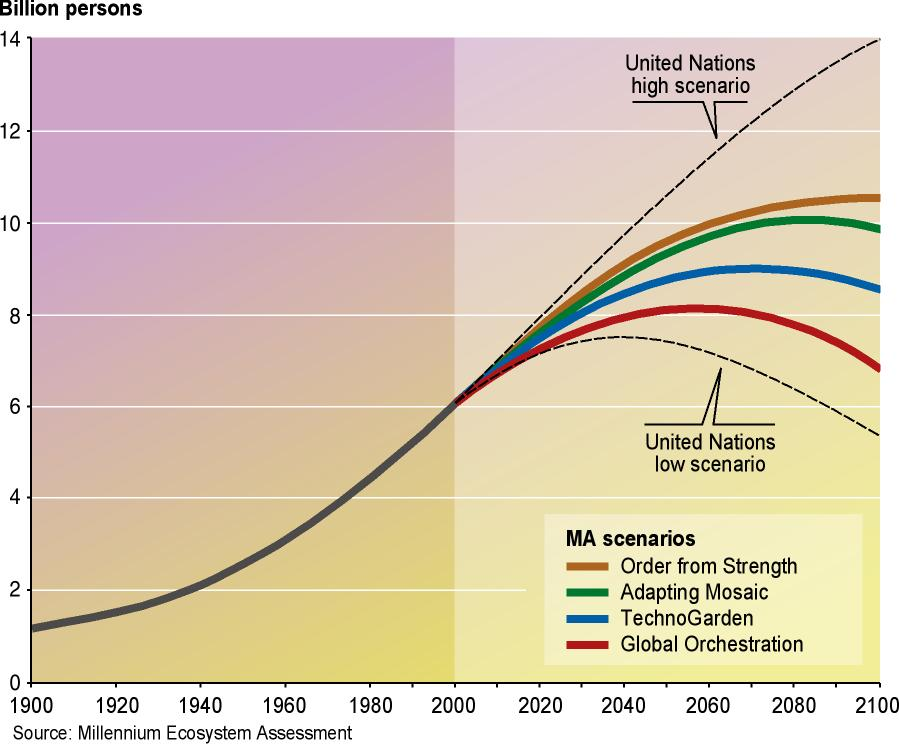 Billion persons
14
12
10
8
6
4
2
0
United Nations
high scenario
United Nations
low scenario
MA scenarios
Order from Strength
Adapting Mosaic
TechnoGarden
Global Orchestration
1900 1920 1940 1960 1980 2000 2020 2040 2060 2080 2100
Source: Millennium Ecosystem Assessment